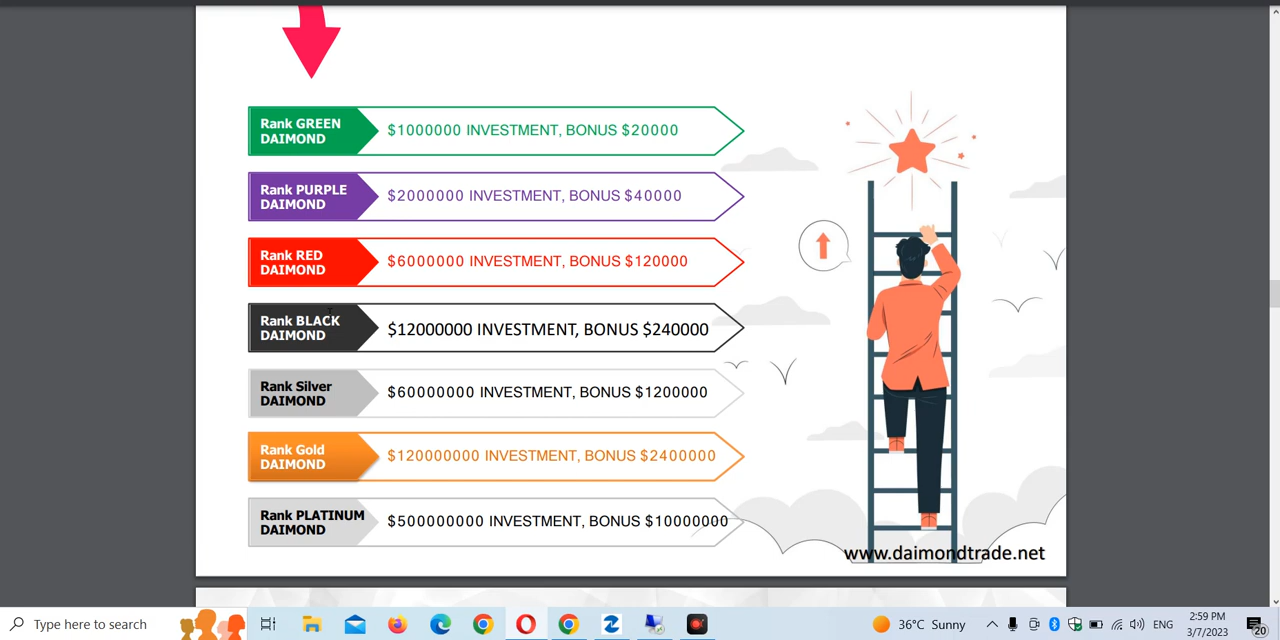 Rank GREEN
DAIMOND
$1000000 INVESTMENT, BONUS $20000
Rank PURPLE
DAIMOND
$2000000 INVESTMENT, BONUS $40000
Rank RED
DAIMOND
$6000000 INVESTMENT, BONUS $120000
Rank BLACK
DAIMOND
$12000000 INVESTMENT, BONUS $240000
Rank Silver
DAIMOND
$60000000 INVESTMENT, BONUS $1200000
Rank Gold
DAIMOND
$120000000 INVESTMENT, BONUS $2400000
Rank PLATINUM
DAIMOND
$500000000 INVESTMENT, BONUS $10000000
www.daimondtrade.net
Type here to search
36°C Sunny
ENG
2:59 PM
3/7/2023
20